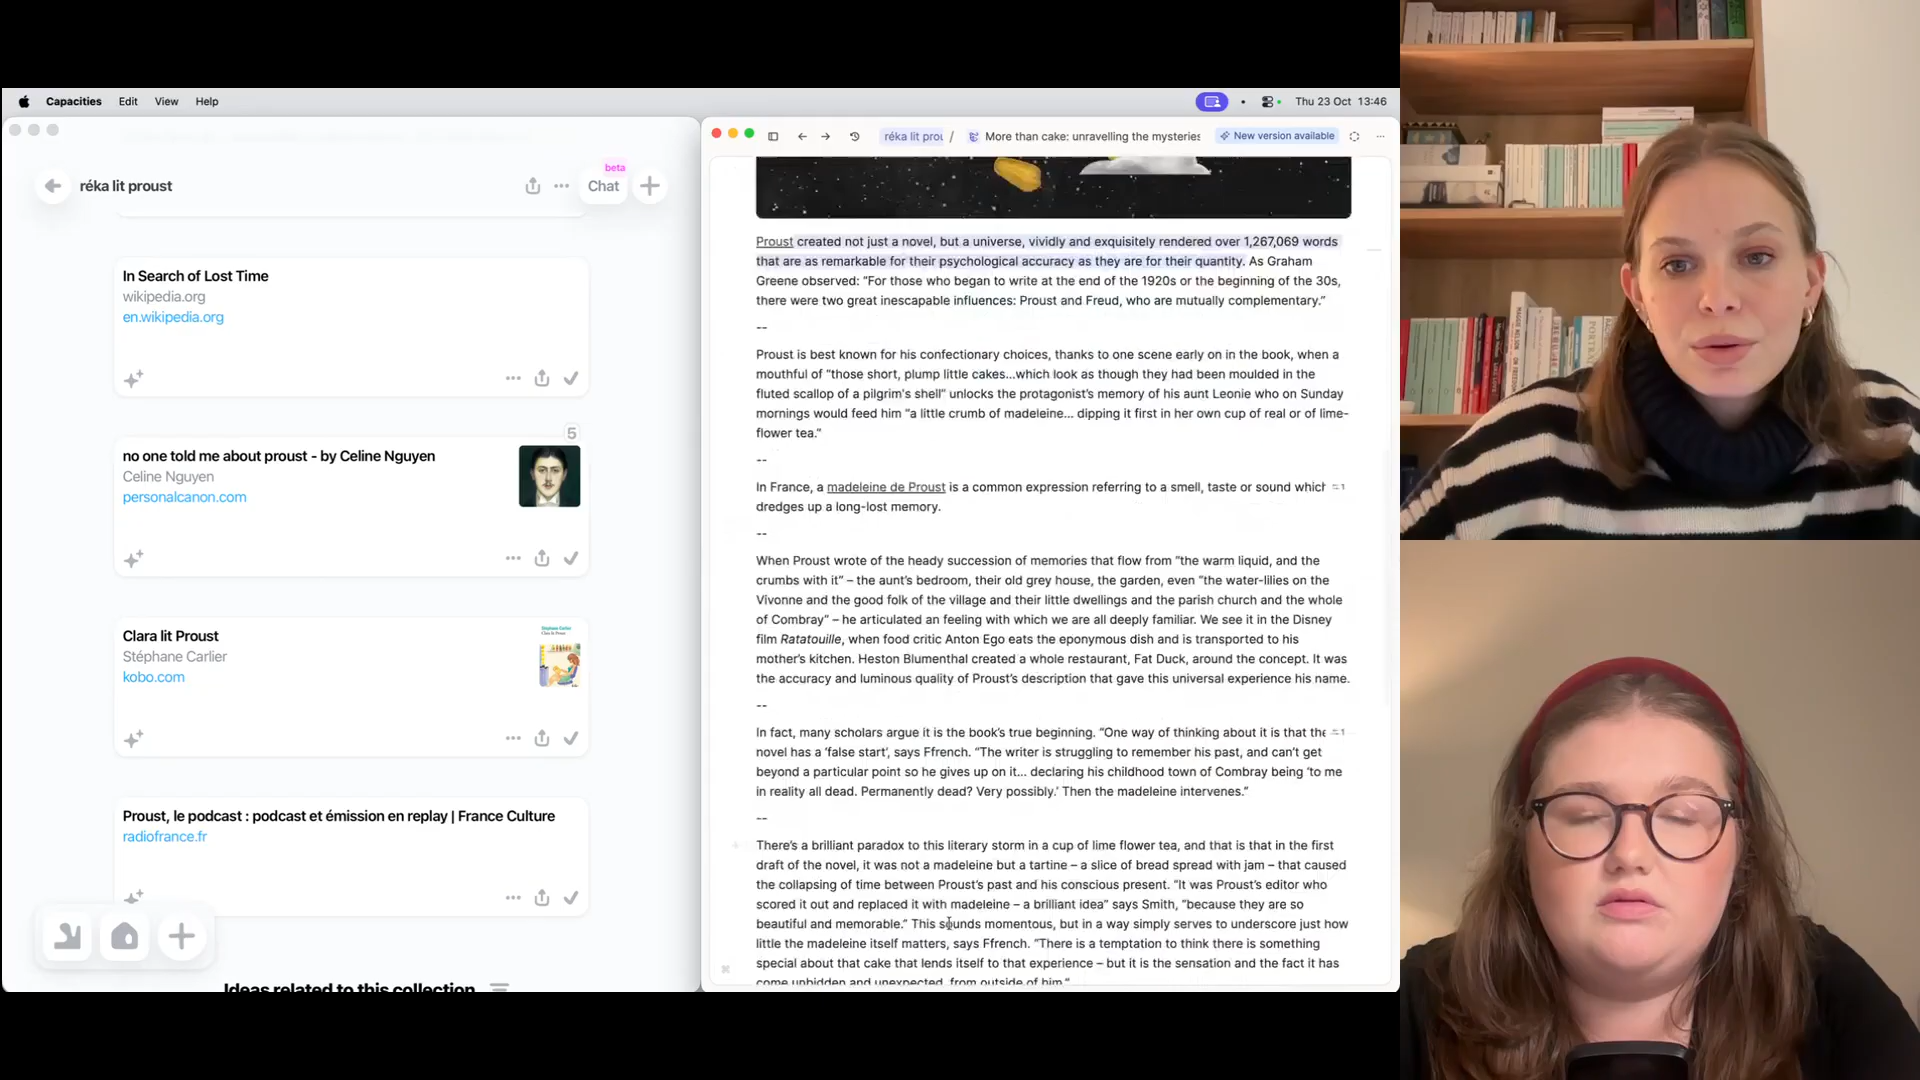 Capacities Edit View Help
Thu 23 Oct 13:46
beta
réka lit proust
Chat
In Search of Lost Time
wikipedia.org
en.wikipedia.org
5
no one told me about proust - by Celine Nguyen
Celine Nguyen
personalcanon.com
Clara lit Proust
Stéphane Carlier
kobo.com
Proust, le podcast : podcast et émission en replay | France Culture
radiofrance.fr
Ideas related to this collection
réka lit prou / More than cake: unravelling the mysteries
New version available
Proust created not just a novel, but a universe, vividly and exquisitely rendered over 1,267,069 words
that are as remarkable for their psychological accuracy as they are for their quantity. As Graham
Greene observed: “For those who began to write at the end of the 1920s or the beginning of the 30s,
there were two great inescapable influences: Proust and Freud, who are mutually complementary.”
--
Proust is best known for his confectionary choices, thanks to one scene early on in the book, when a
mouthful of “those short, plump little cakes…which look as though they had been moulded in the
fluted scallop of a pilgrim's shell” unlocks the protagonist’s memory of his aunt Leonie who on Sunday
mornings would feed him “a little crumb of madeleine… dipping it first in her own cup of real or of lime-
flower tea.”
--
In France, a madeleine de Proust is a common expression referring to a smell, taste or sound which
dredges up a long-lost memory.
--
When Proust wrote of the heady succession of memories that flow from “the warm liquid, and the
crumbs with it” – the aunt’s bedroom, their old grey house, the garden, even “the water-lilies on the
Vivonne and the good folk of the village and their little dwellings and the parish church and the whole
of Combray” – he articulated an feeling with which we are all deeply familiar. We see it in the Disney
film Ratatouille, when food critic Anton Ego eats the eponymous dish and is transported to his
mother’s kitchen. Heston Blumenthal created a whole restaurant, Fat Duck, around the concept. It was
the accuracy and luminous quality of Proust’s description that gave this universal experience his name.
--
In fact, many scholars argue it is the book’s true beginning. “One way of thinking about it is that the
novel has a ‘false start’, says Ffrench. “The writer is struggling to remember his past, and can’t get
beyond a particular point so he gives up on it… declaring his childhood town of Combray being ‘to me
in reality all dead. Permanently dead? Very possibly.’ Then the madeleine intervenes.”
--
There’s a brilliant paradox to this literary storm in a cup of lime flower tea, and that is that in the first
draft of the novel, it was not a madeleine but a tartine – a slice of bread spread with jam – that caused
the collapsing of time between Proust’s past and his conscious present. “It was Proust’s editor who
scored it out and replaced it with madeleine – a brilliant idea” says Smith, “because they are so
beautiful and memorable.” This sounds momentous, but in a way simply serves to underscore just how
little the madeleine itself matters, says Ffrench. “There is a temptation to think there is something
special about that cake that lends itself to that experience – but it is the sensation and the fact it has
come unbidden and unexpected, from outside of him.”